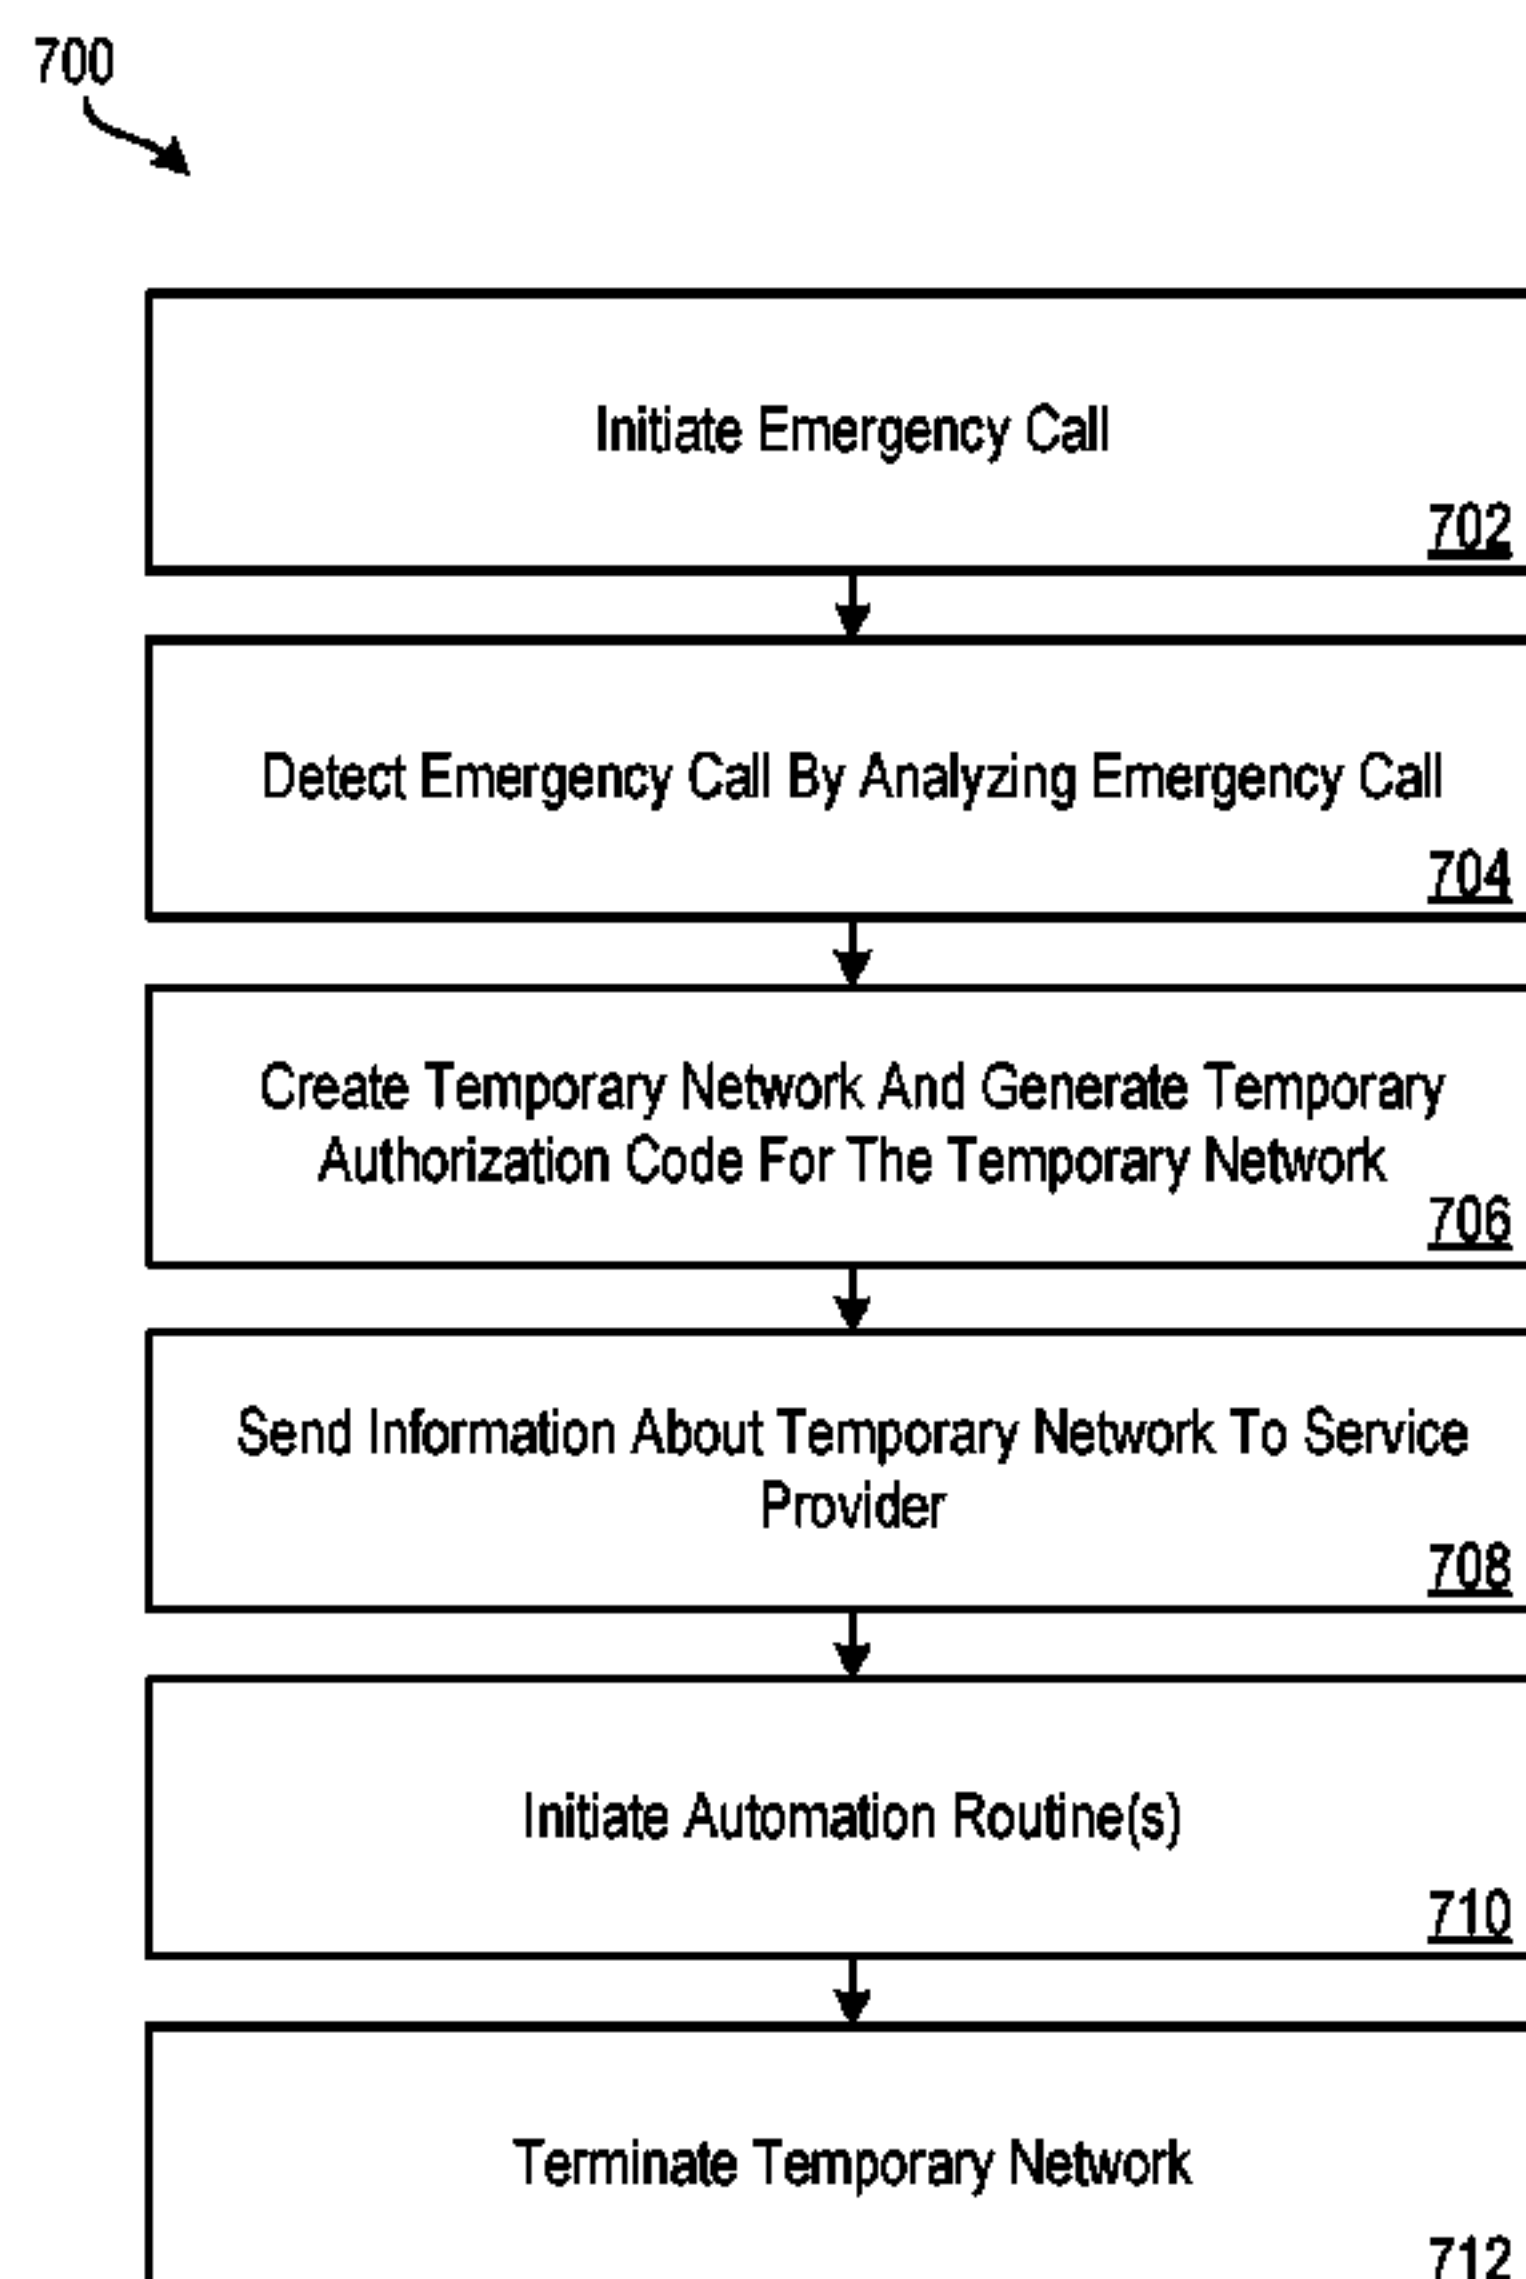 700
Initiate Emergency Call
702
Detect Emergency Call By Analyzing Emergency Call
704
Create Temporary Network And Generate Temporary
Authorization Code For The Temporary Network
706
Send Information About Temporary Network To Service
Provider
708
Initiate Automation Routine(s)
710
Terminate Temporary Network
712